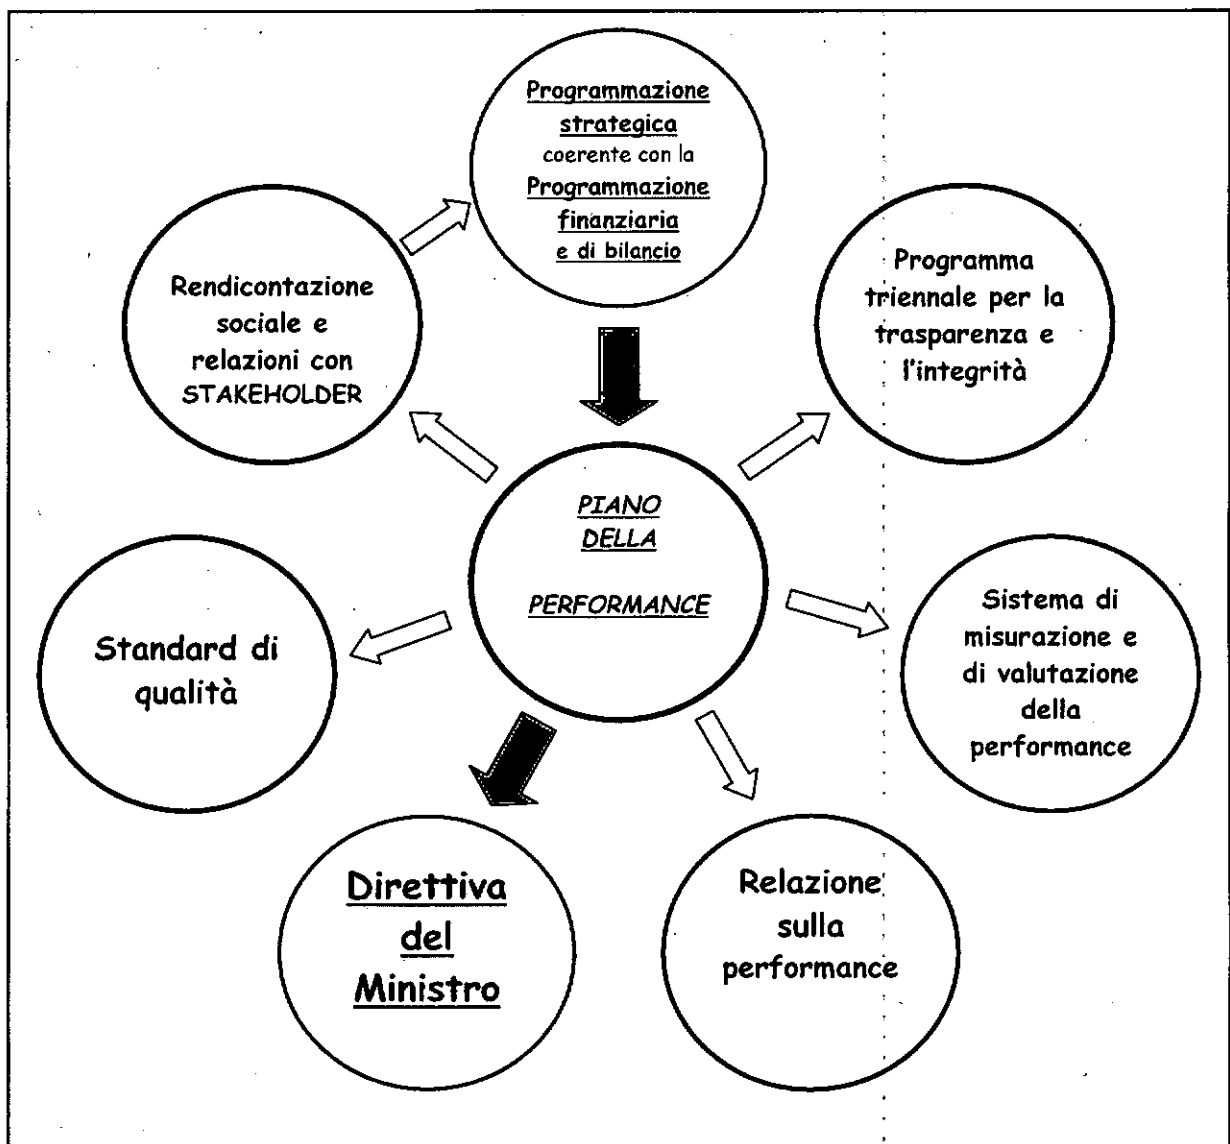 Programmazione
strategica
coerente con la
Programmazione
finanziaria
e di bilancio
Rendicontazione
sociale e
relazioni con
STAKEHOLDER
Programma
triennale per la
trasparenza e
l'integrità
PIANO
DELLA
PERFORMANCE
Standard di
qualità
Sistema di
misurazione e
di valutazione
della
performance
Direttiva
del
Ministro
Relazione
sulla
performance